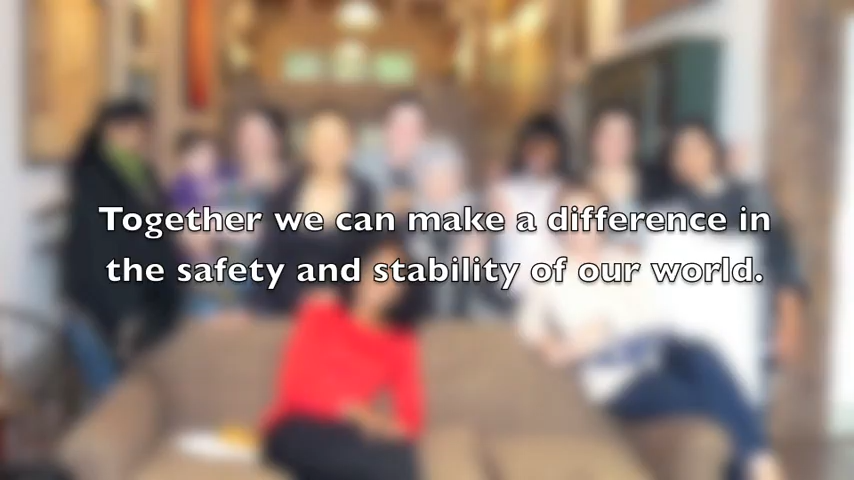 Together we can make a difference in
the safety and stability of our world.